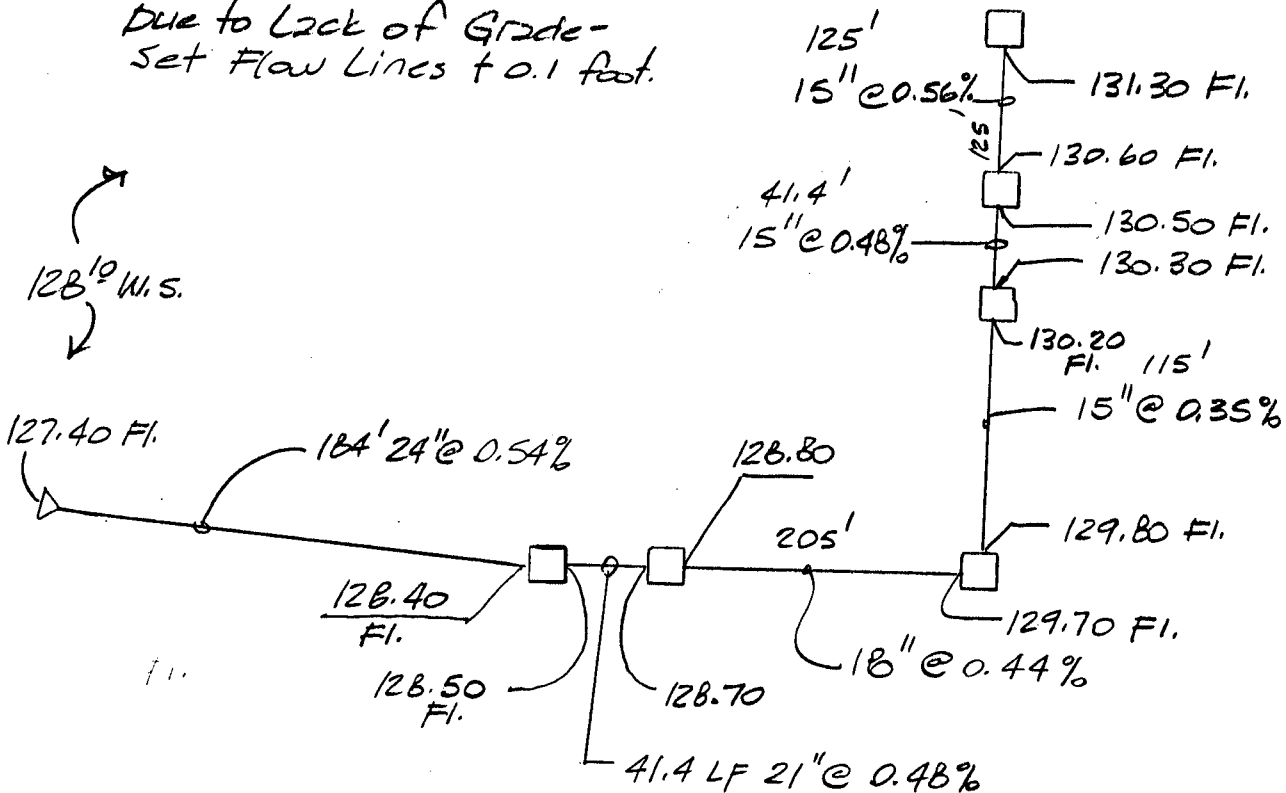 Due to Lack of Grade-
Set Flow Lines to 0.1 foot.
125'
15" @ 0.56%
125
131.30 Fl.
130.60 Fl.
41.4'
15" @ 0.48%
130.50 Fl.
130.30 Fl.
128.10 W.S.
130.20
Fl.
115'
15" @ 0.35%
127.40 Fl.
184' 24" @ 0.54%
128.80
205'
129.80 Fl.
128.40
Fl.
129.70 Fl.
18" @ 0.44%
128.50
Fl.
128.70
41.4 LF 21" @ 0.48%